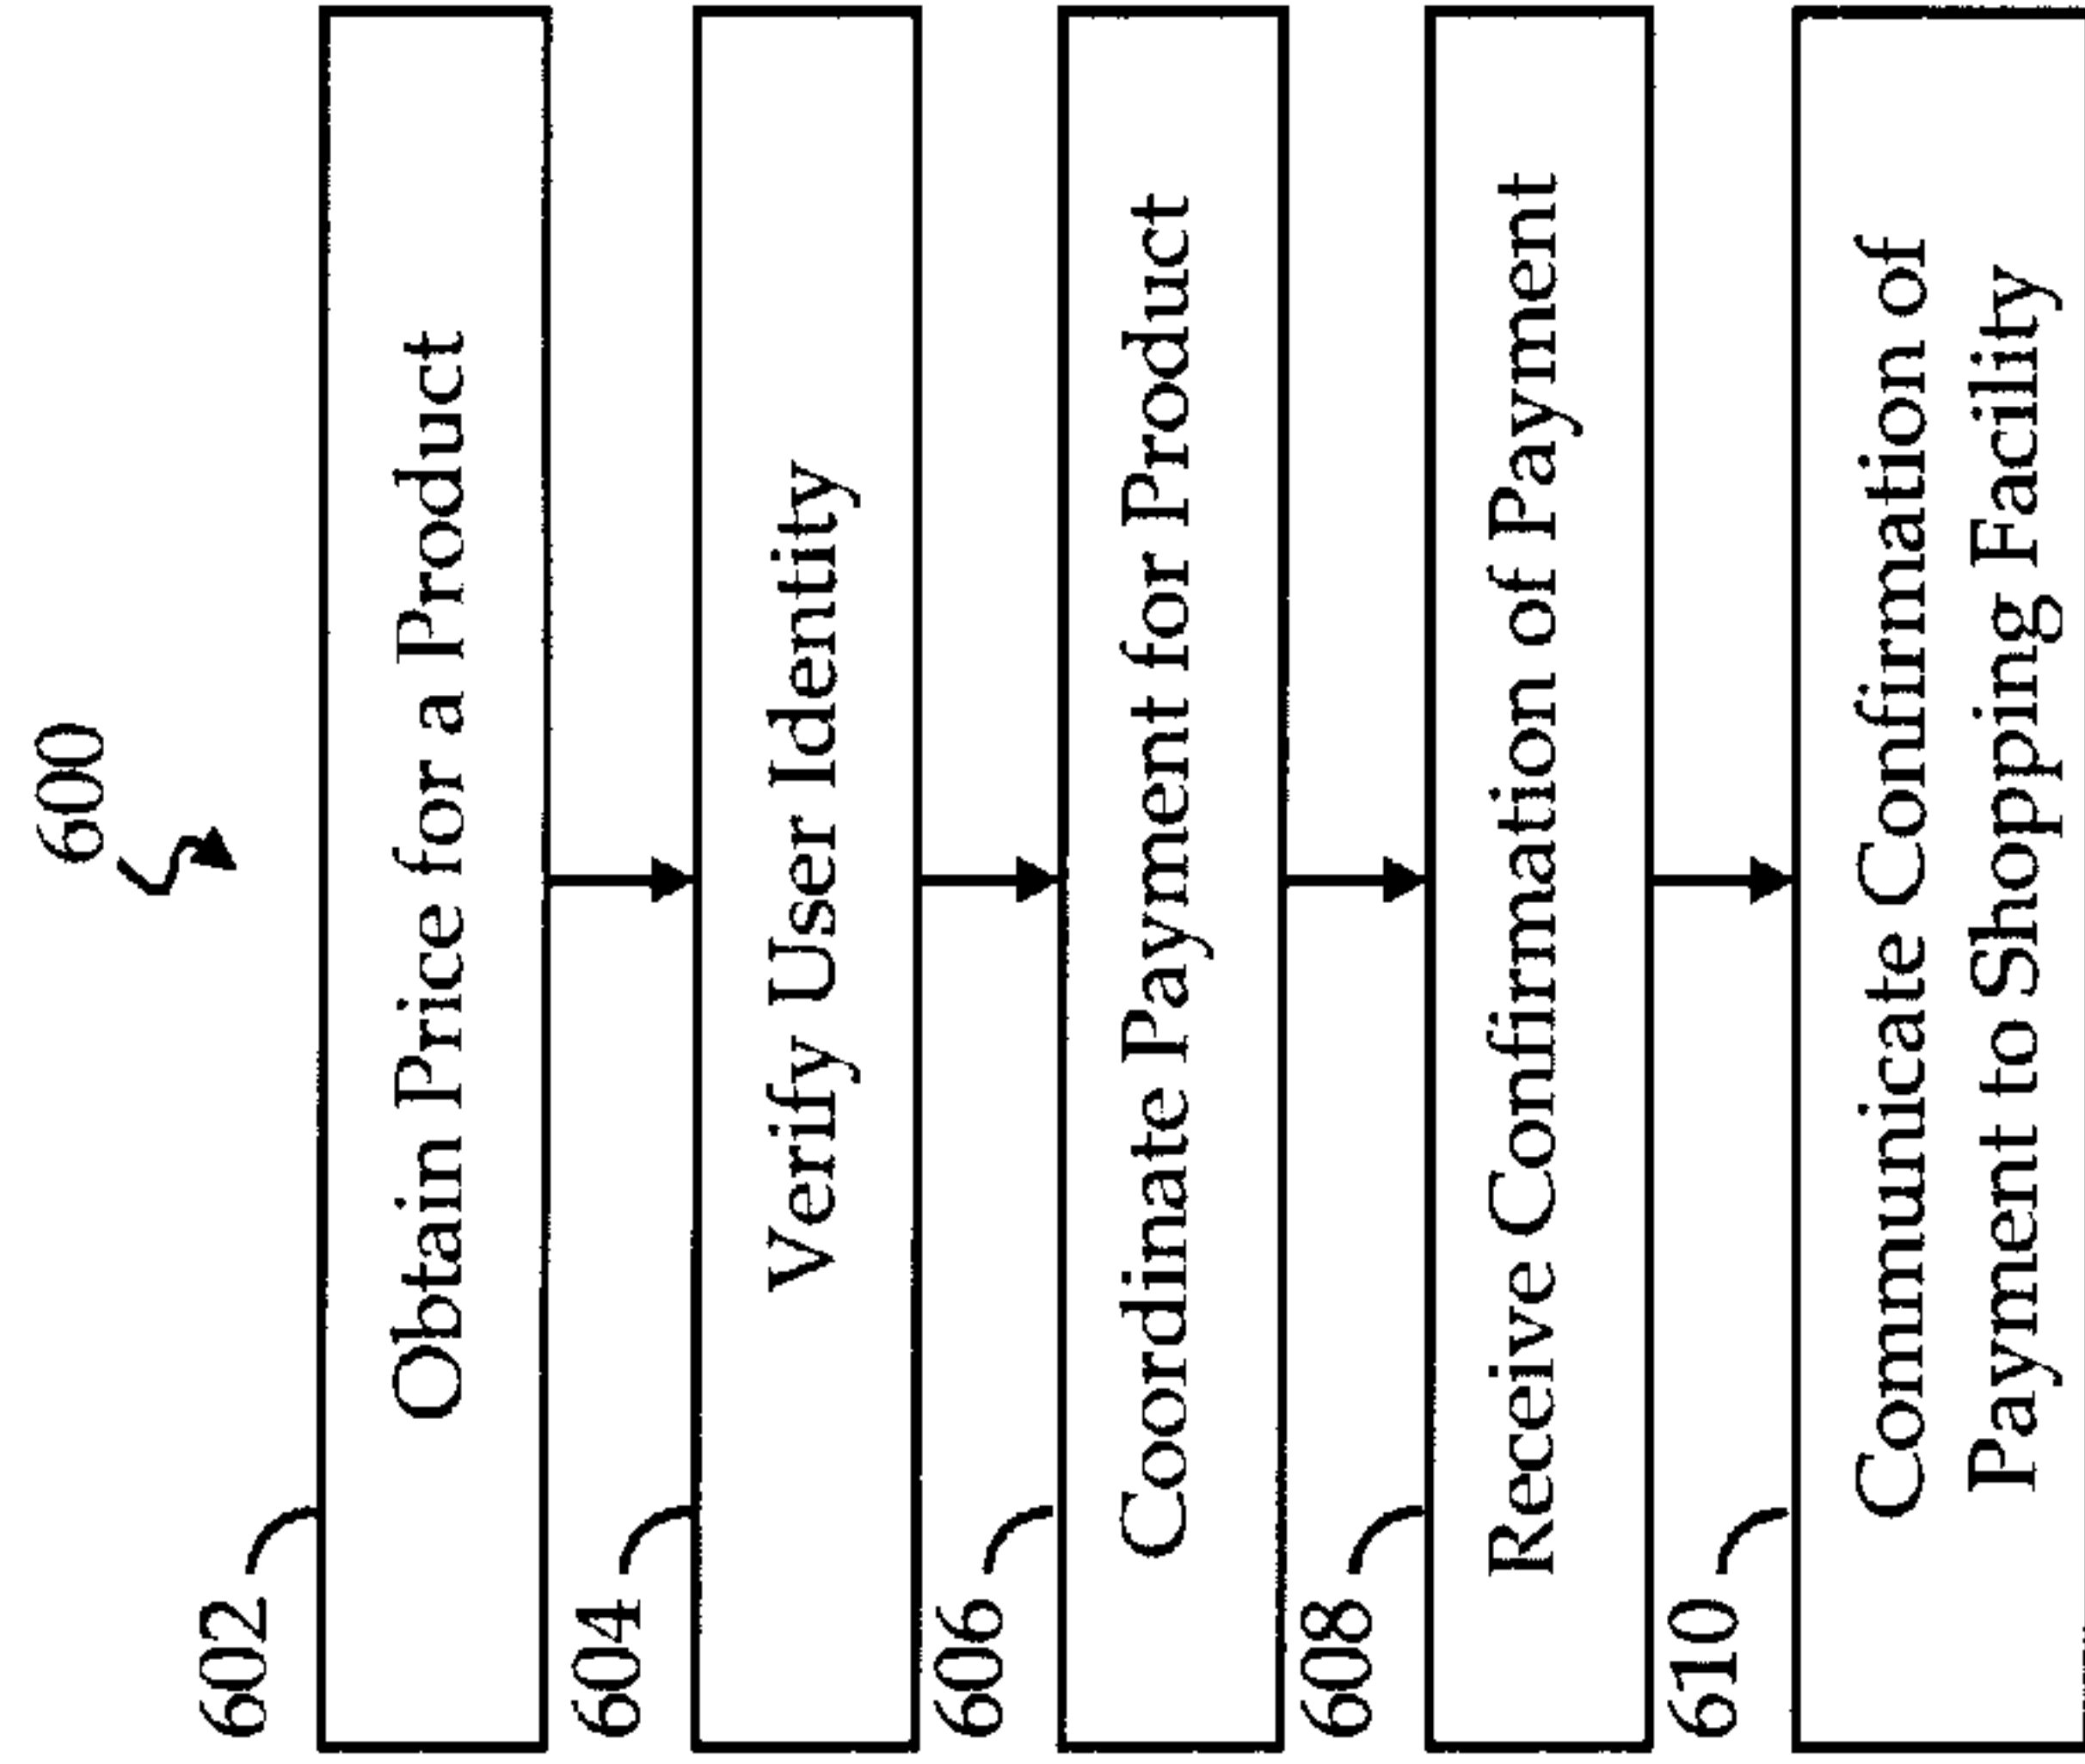 600
602
Obtain Price for a Product
604
Verify User Identity
606
Coordinate Payment for Product
608
Receive Confirmation of Payment
610
Communicate Confirmation of
Payment to Shopping Facility